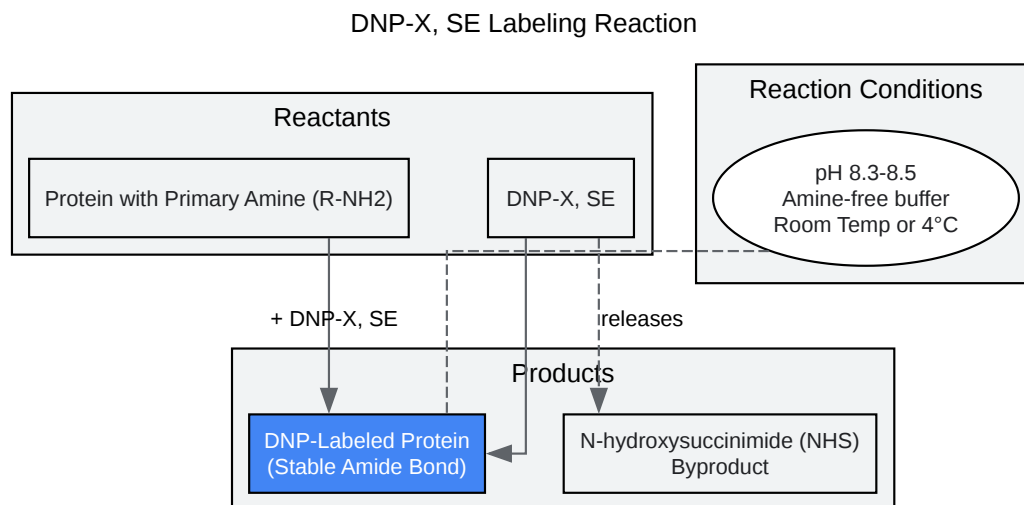 DNP-X, SE Labeling Reaction
Reaction Conditions
Reactants
pH 8.3-8.5
Amine-free buffer
Room Temp or 4°C
Protein with Primary Amine (R-NH2)
DNP-X, SE
+ DNP-X, SE
releases
Products
DNP-Labeled Protein
(Stable Amide Bond)
N-hydroxysuccinimide (NHS)
Byproduct